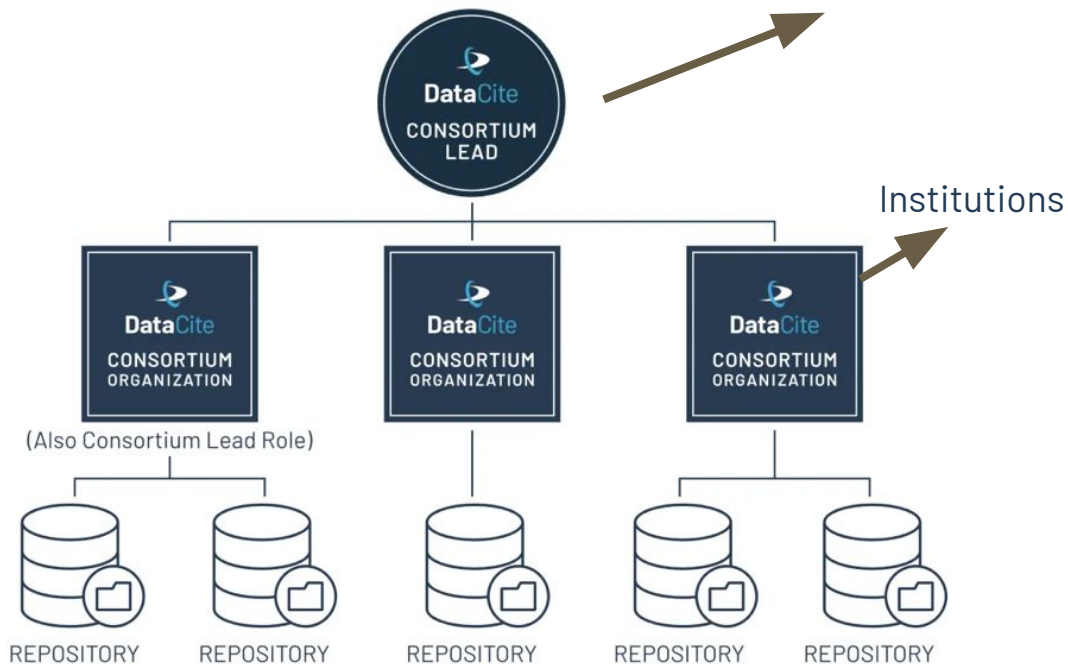 DataCite
CONSORTIUM
LEAD
Institutions
DataCite
CONSORTIUM
ORGANIZATION
(Also Consortium Lead Role)
DataCite
CONSORTIUM
ORGANIZATION
DataCite
CONSORTIUM
ORGANIZATION
REPOSITORY
REPOSITORY
REPOSITORY
REPOSITORY
REPOSITORY